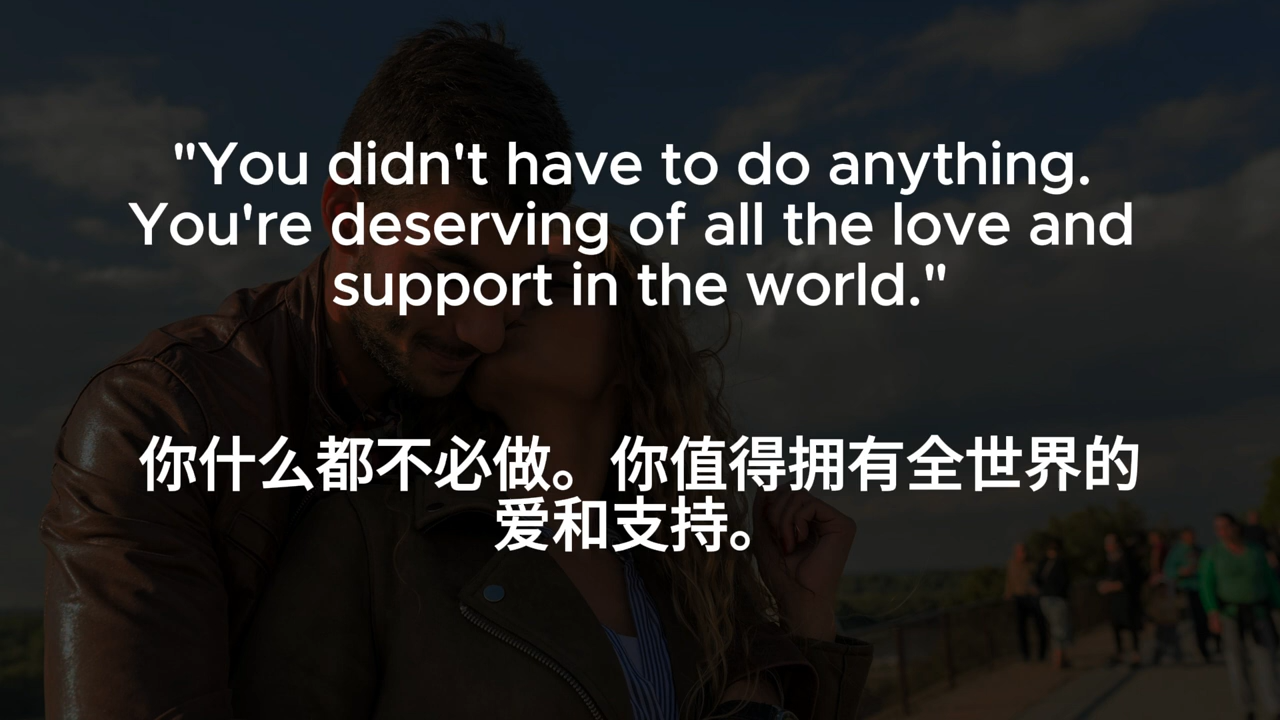 "You didn't have to do anything.
You're deserving of all the love and
support in the world."
你什么都不必做。你值得拥有全世界的
爱和支持。